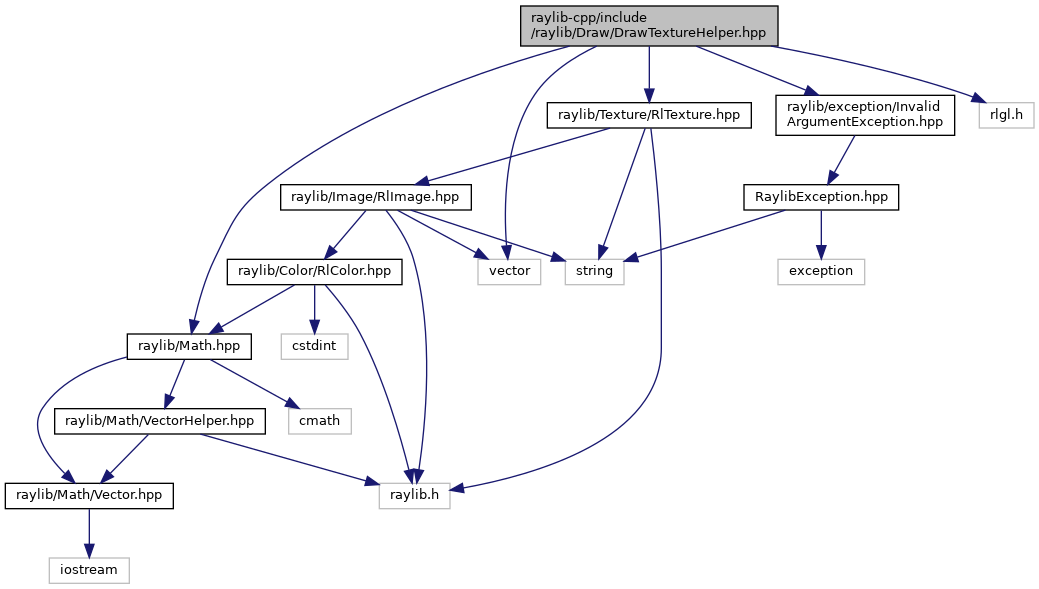 raylib-cpp/include
/raylib/Draw/DrawTextureHelper.hpp
raylib/Texture/RlTexture.hpp
raylib/exception/Invalid
ArgumentException.hpp
rlgl.h
raylib/Image/RlImage.hpp
RaylibException.hpp
raylib/Color/RlColor.hpp
vector
string
exception
raylib/Math.hpp
cstdint
raylib/Math/VectorHelper.hpp
cmath
raylib/Math/Vector.hpp
raylib.h
iostream